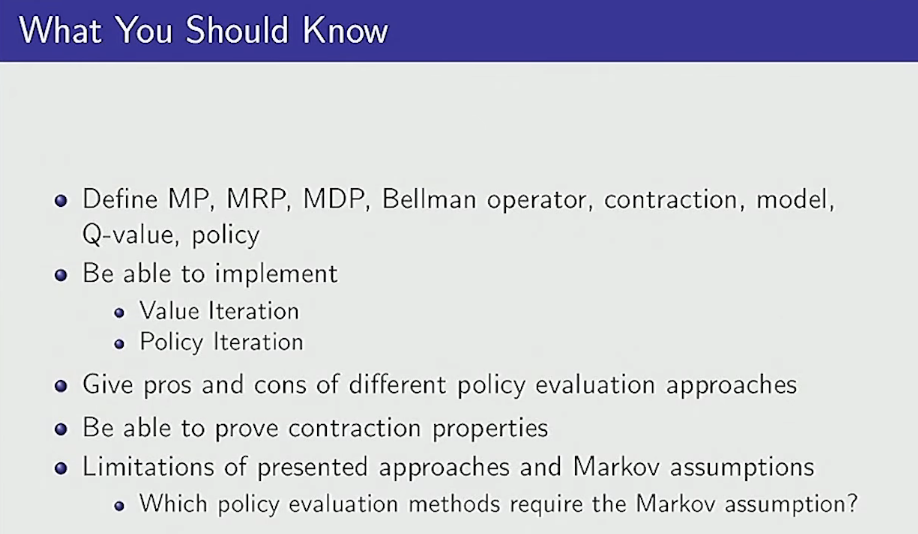 What You Should Know
Define MP, MRP, MDP, Bellman operator, contraction, model,
Q-value, policy
Be able to implement
Value Iteration
Policy Iteration
Give pros and cons of different policy evaluation approaches
Be able to prove contraction properties
Limitations of presented approaches and Markov assumptions
Which policy evaluation methods require the Markov assumption?